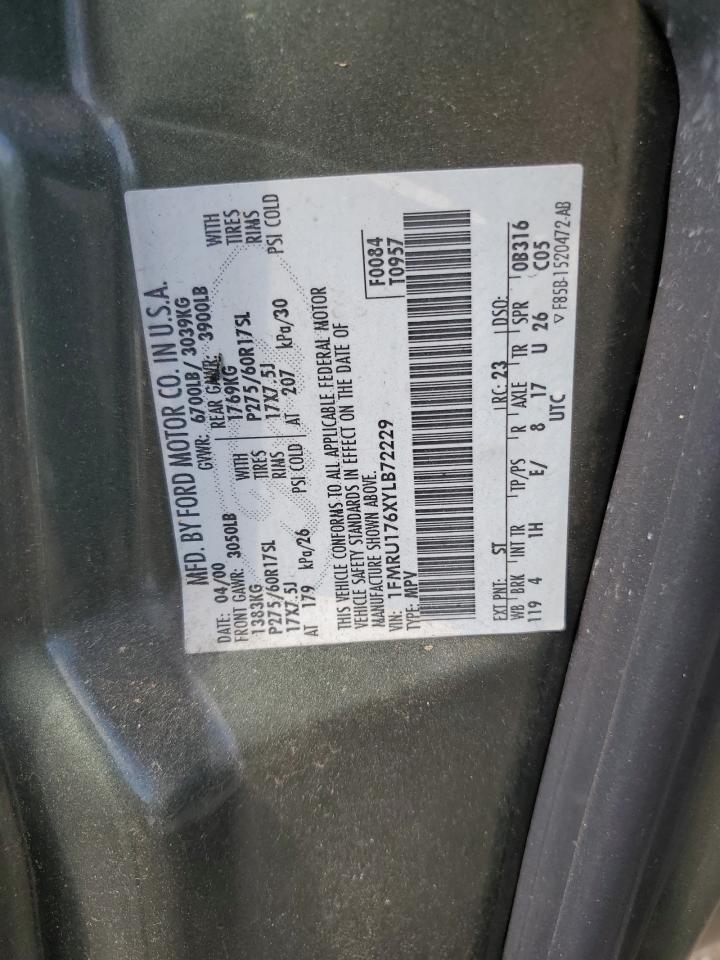 MFD. BY FORD MOTOR CO. IN U.S.A.
DATE: 04/00 GVWR: 6700LB/ 3039KG
FRONT GAWR: 3050LB REAR GAWR: 3900LB
1383KG WITH 1769KG WITH
P275/60R17SL TIRES P275/60R17SL TIRES
17X7.5J RIMS 17X7.5J RIMS
AT 179 kPa/26 PSI COLD AT 207 kPa/30 PSI COLD
THIS VEHICLE CONFORMS TO ALL APPLICABLE FEDERAL MOTOR
VEHICLE SAFETY STANDARDS IN EFFECT ON THE DATE OF
MANUFACTURE SHOWN ABOVE.
VIN: 1FMRU176XYLB72229 F0084
TYPE: MPV T0957
EXT PNT: ST RC: 23 DSO:
WB BRK INT TR TP/PS R AXLE TR SPR 0B316
119 4 1H E/ 8 17 U 26 C05
UTC
▽ F85B-1520472-AB